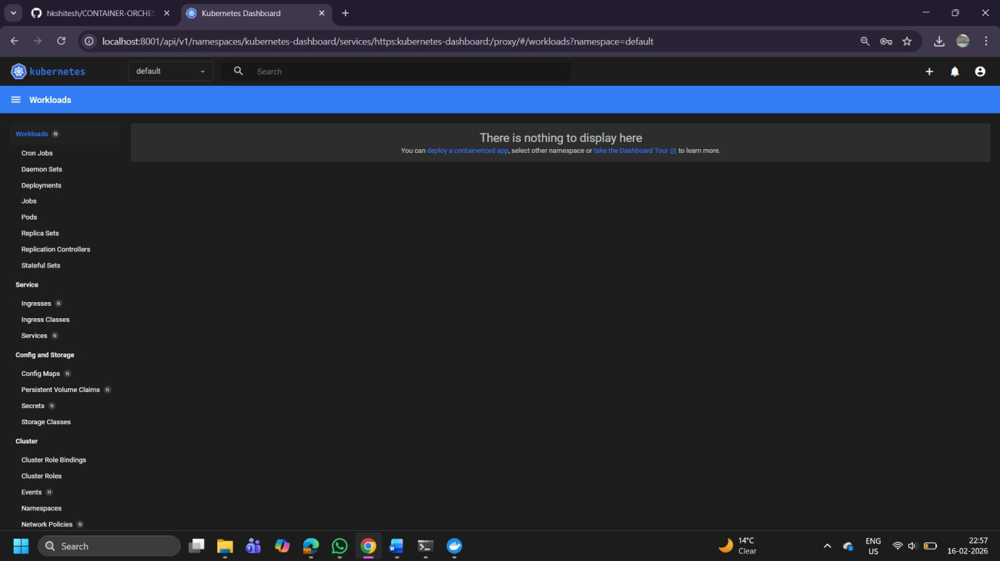 hkshitesh/CONTAINER-ORCHES
Kubernetes Dashboard
localhost:8001/api/v1/namespaces/kubernetes-dashboard/services/https:kubernetes-dashboard:/proxy/#/workloads?namespace=default
kubernetes
default
Search
Workloads
Workloads N
Cron Jobs
Daemon Sets
Deployments
Jobs
Pods
Replica Sets
Replication Controllers
Stateful Sets
Service
Ingresses N
Ingress Classes
Services N
Config and Storage
Config Maps N
Persistent Volume Claims N
Secrets N
Storage Classes
Cluster
Cluster Role Bindings
Cluster Roles
Events N
Namespaces
Network Policies N
There is nothing to display here
You can deploy a containerized app, select other namespace or take the Dashboard Tour to learn more.
Search
14°C
Clear
ENG
US
22:57
16-02-2026